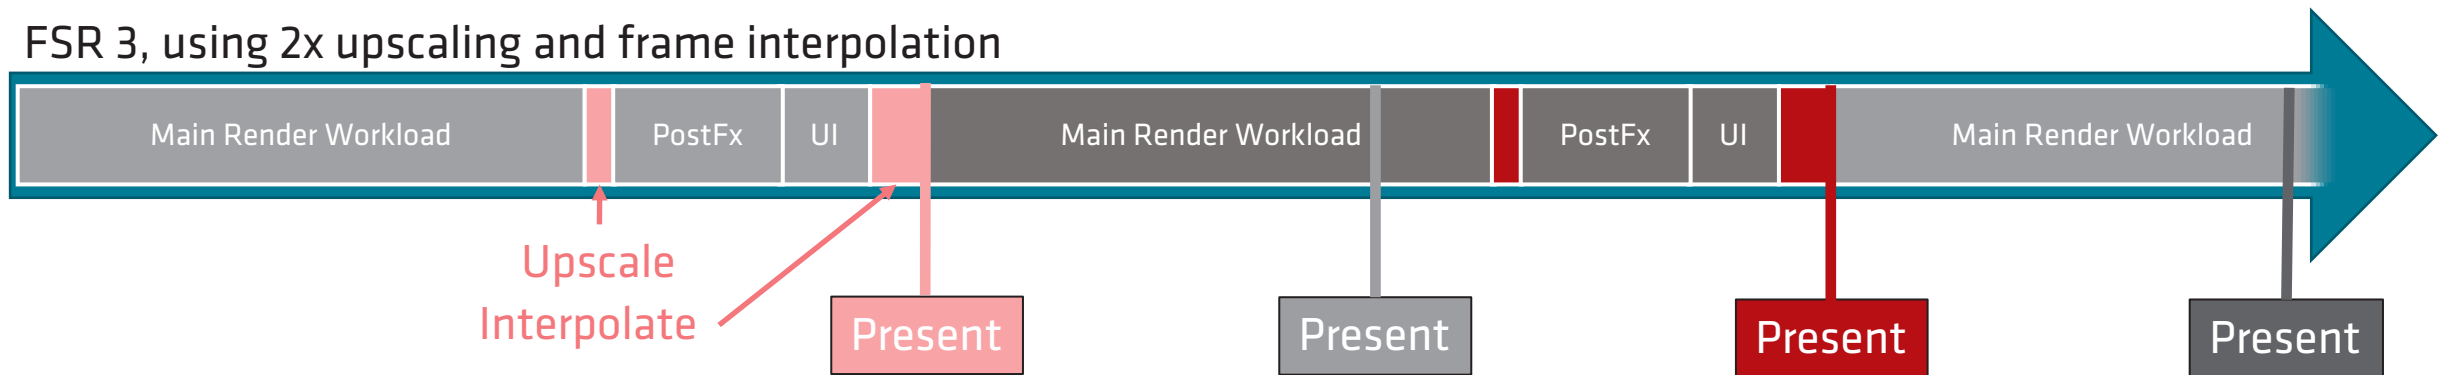 FSR 3, using 2x upscaling and frame interpolation
Main Render Workload
PostFx
UI
Main Render Workload
PostFx
UI
Main Render Workload
Upscale
Interpolate
Present
Present
Present
Present